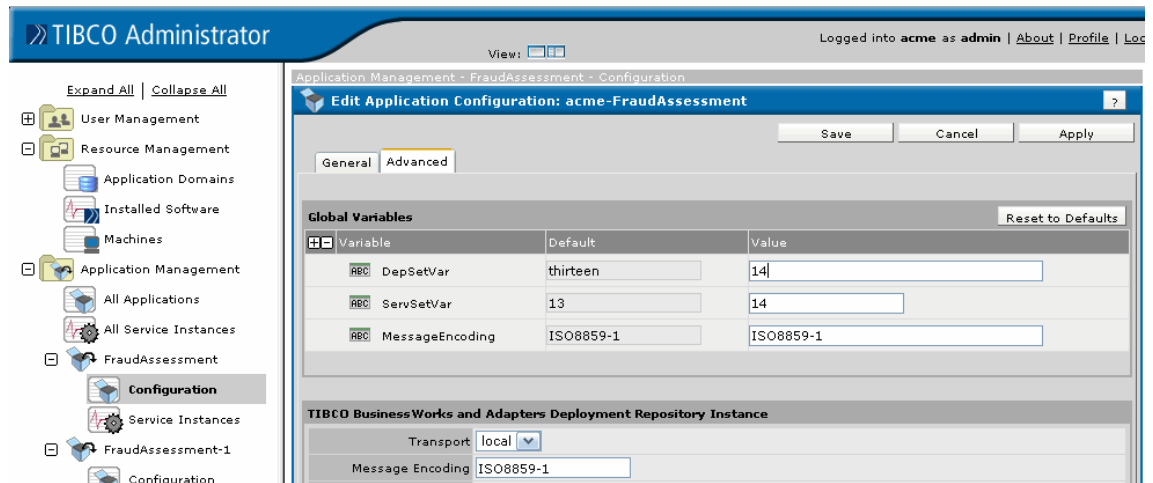 TIBCO Administrator
View:
Logged into acme as admin | About | Profile | Loc
Expand All | Collapse All
User Management
Resource Management
Application Domains
Installed Software
Machines
Application Management
All Applications
All Service Instances
FraudAssessment
Configuration
Service Instances
FraudAssessment-1
Configuration
Application Management - FraudAssessment - Configuration
Edit Application Configuration: acme-FraudAssessment ?
Save Cancel Apply
General Advanced
Global Variables Reset to Defaults
Variable Default Value
ABC DepSetVar thirteen 14
ABC ServSetVar 13 14
ABC MessageEncoding ISO8859-1 ISO8859-1
TIBCO BusinessWorks and Adapters Deployment Repository Instance
Transport local
Message Encoding ISO8859-1